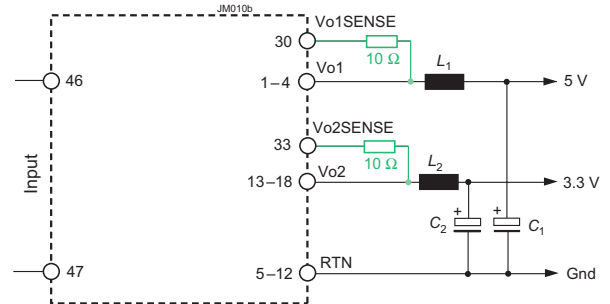 JM010b
Vo1SENSE
30
10 Ω
46
1–4
Vo1
L1
5 V
Vo2SENSE
33
10 Ω
Input
13–18
Vo2
L2
3.3 V
+
+
C2
C1
47
5–12
RTN
Gnd